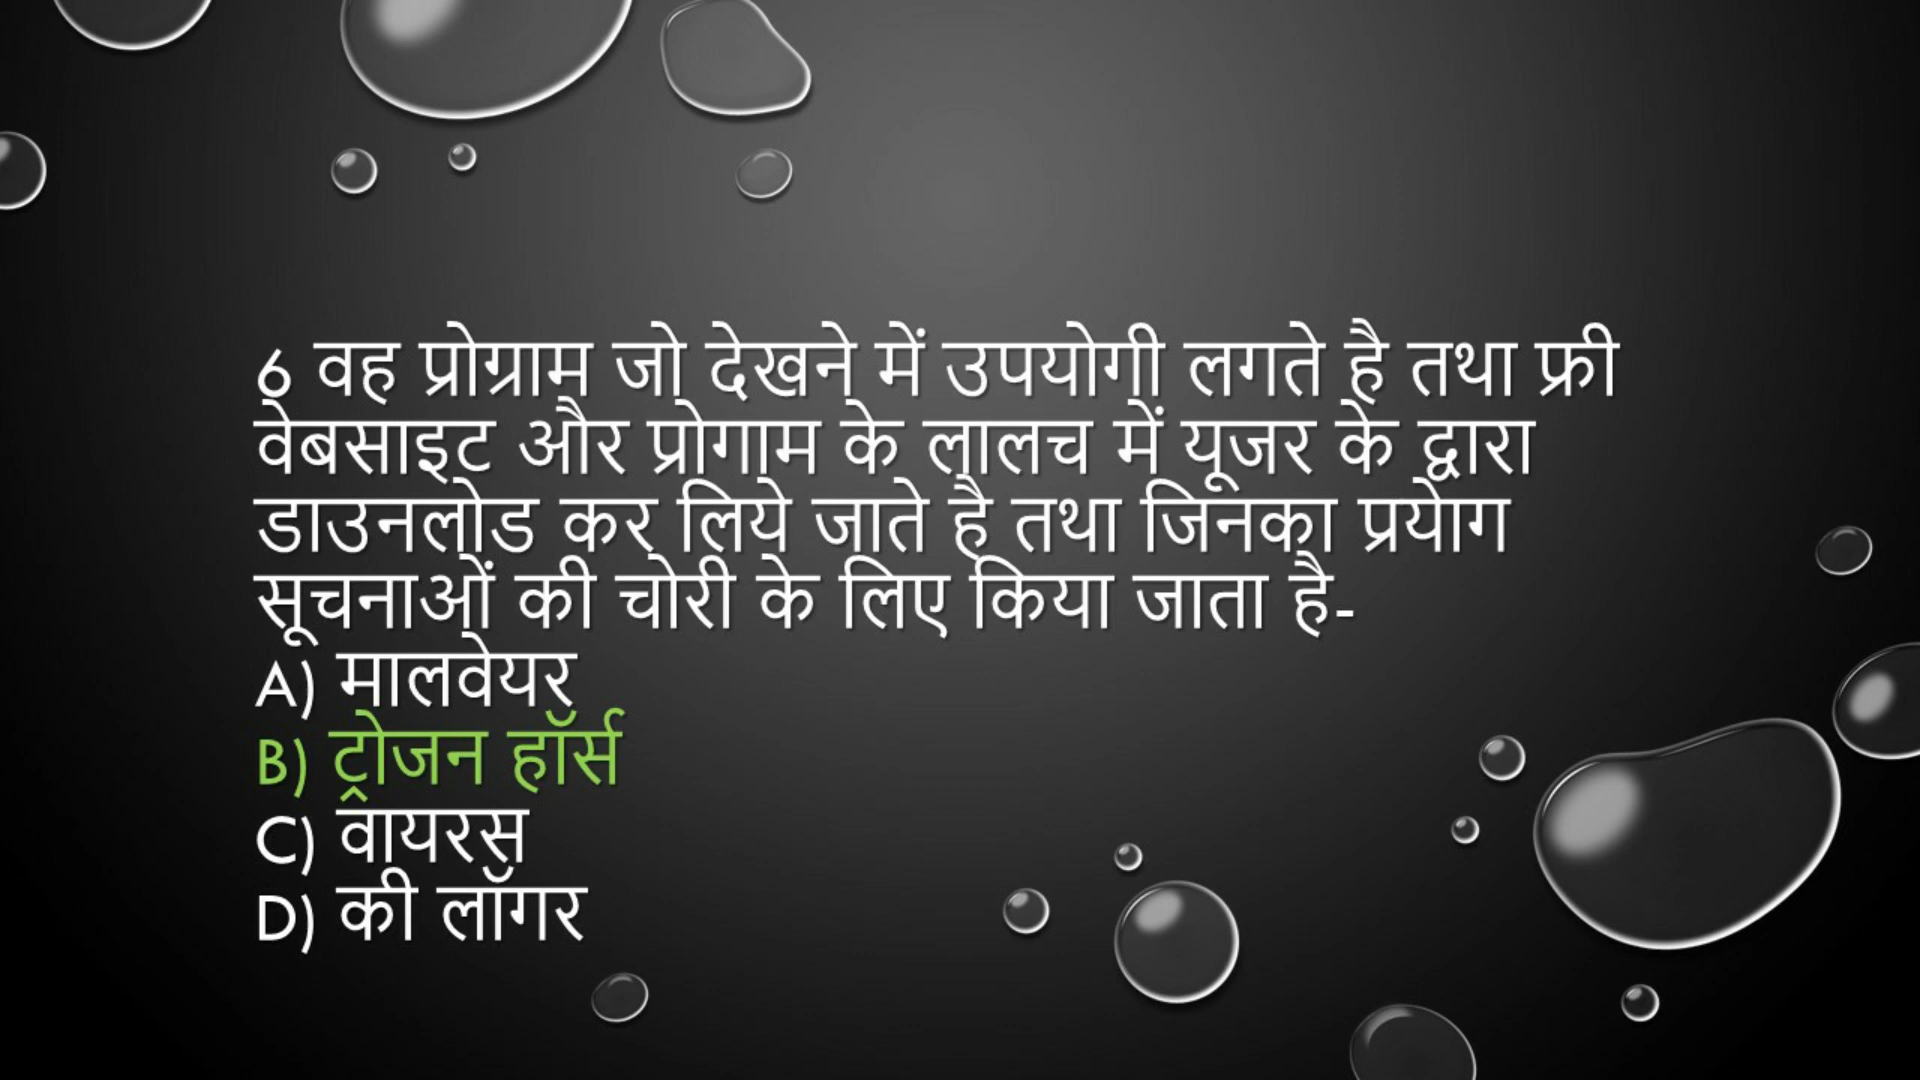 6 वह प्रोग्राम जो देखने में उपयोगी लगते है तथा फ्री
वेबसाइट और प्रोगाम के लालच में यूजर के द्वारा
डाउनलोड कर लिये जाते है तथा जिनका प्रयोग
सूचनाओं की चोरी के लिए किया जाता है-
A) मालवेयर
B) ट्रोजन हॉर्स
C) वायरस
D) की लॉगर